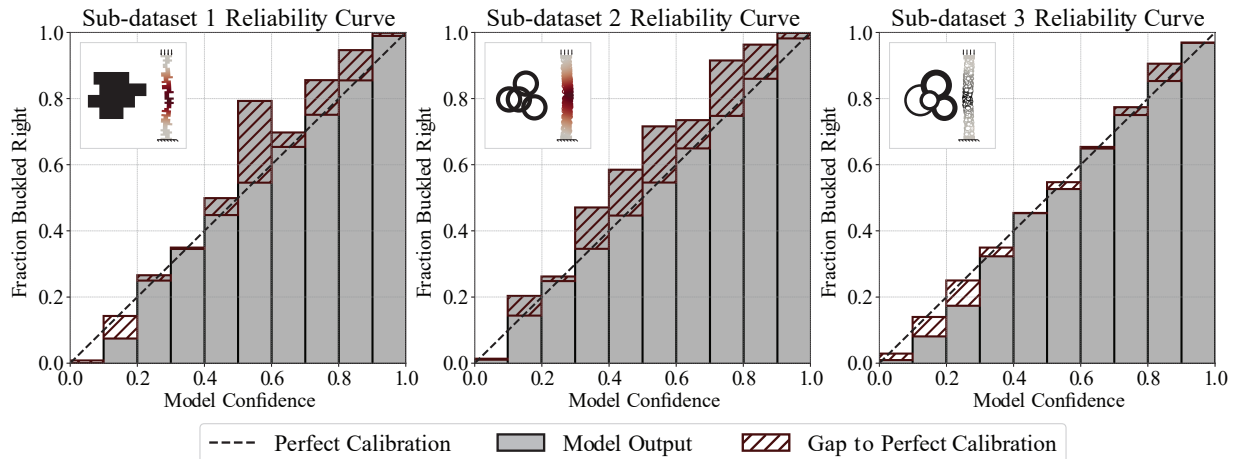 Sub-dataset 1 Reliability Curve
Sub-dataset 2 Reliability Curve
Sub-dataset 3 Reliability Curve
Fraction Buckled Right
1.0
0.8
0.6
0.4
0.2
0.0
0.0 0.2 0.4 0.6 0.8 1.0
Model Confidence
Fraction Buckled Right
1.0
0.8
0.6
0.4
0.2
0.0
0.0 0.2 0.4 0.6 0.8 1.0
Model Confidence
Fraction Buckled Right
1.0
0.8
0.6
0.4
0.2
0.0
0.0 0.2 0.4 0.6 0.8 1.0
Model Confidence
Perfect Calibration
Model Output
Gap to Perfect Calibration